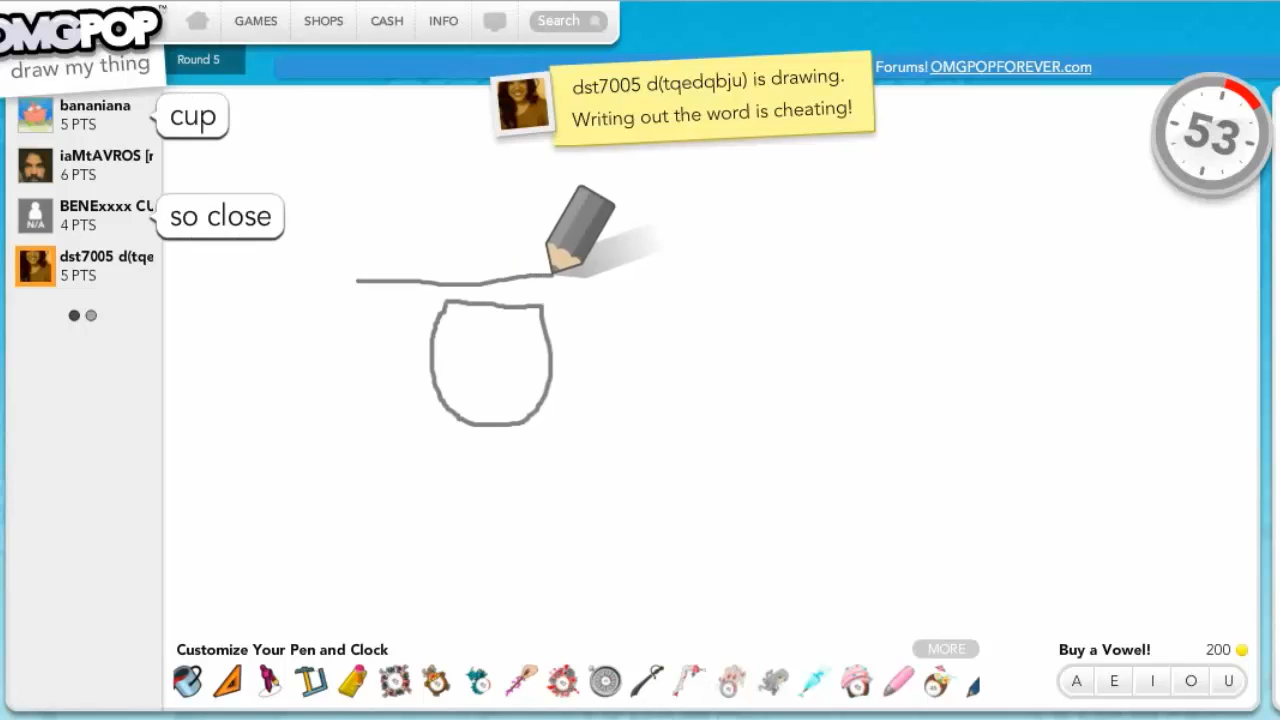 OMGPOP™
draw my thing
GAMES
SHOPS
CASH
INFO
Search
Round 5
dst7005 d(tqedqbju) is drawing.
Writing out the word is cheating!
Forums! OMGPOPFOREVER.com
53
bananiana
5 PTS
cup
iaMtAVROS [r
6 PTS
BENExxxx CU
4 PTS
N/A
so close
dst7005 d(tqe
5 PTS
Customize Your Pen and Clock
MORE
Buy a Vowel!
200
A E I O U